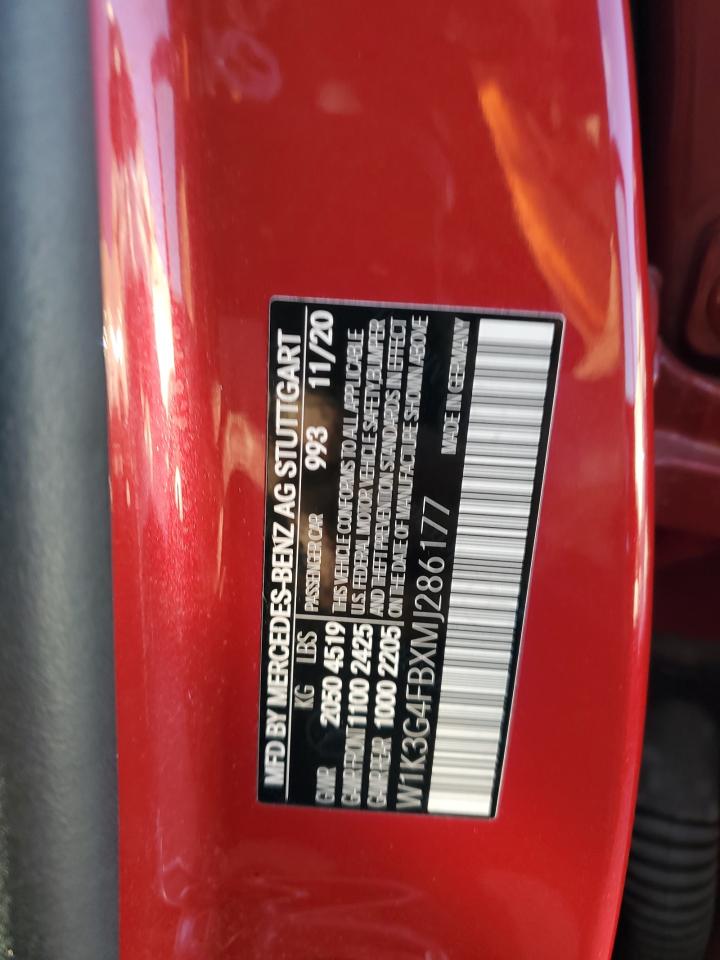 MFD BY MERCEDES-BENZ AG STUTTGART
KG LBS PASSENGER CAR 993 11/20
GVWR 2050 4519 THIS VEHICLE CONFORMS TO ALL APPLICABLE
GAWR FRONT 1100 2425 U.S. FEDERAL MOTOR VEHICLE SAFETY BUMPER
GAWR REAR 1000 2205 AND THEFT PREVENTION STANDARDS IN EFFECT
ON THE DATE OF MANUFACTURE SHOWN ABOVE
W1K3G4FBXMJ286177 MADE IN GERMANY